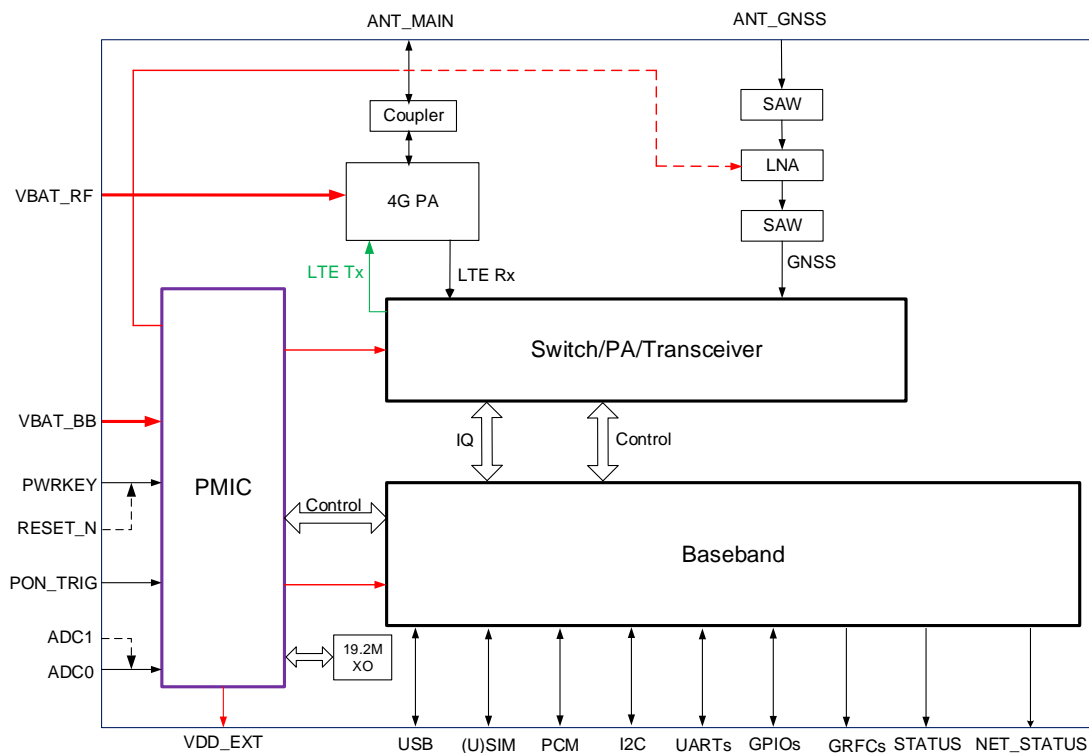 ANT_MAIN
ANT_GNSS
SAW
Coupler
LNA
VBAT_RF
4G PA
SAW
GNSS
LTE Tx
LTE Rx
Switch/PA/Transceiver
VBAT_BB
IQ
Control
PWRKEY
PMIC
Control
RESET_N
Baseband
PON_TRIG
ADC1
19.2M
XO
ADC0
VDD_EXT
USB
(U)SIM
PCM
I2C
UARTs
GPIOs
GRFCs
STATUS
NET_STATUS